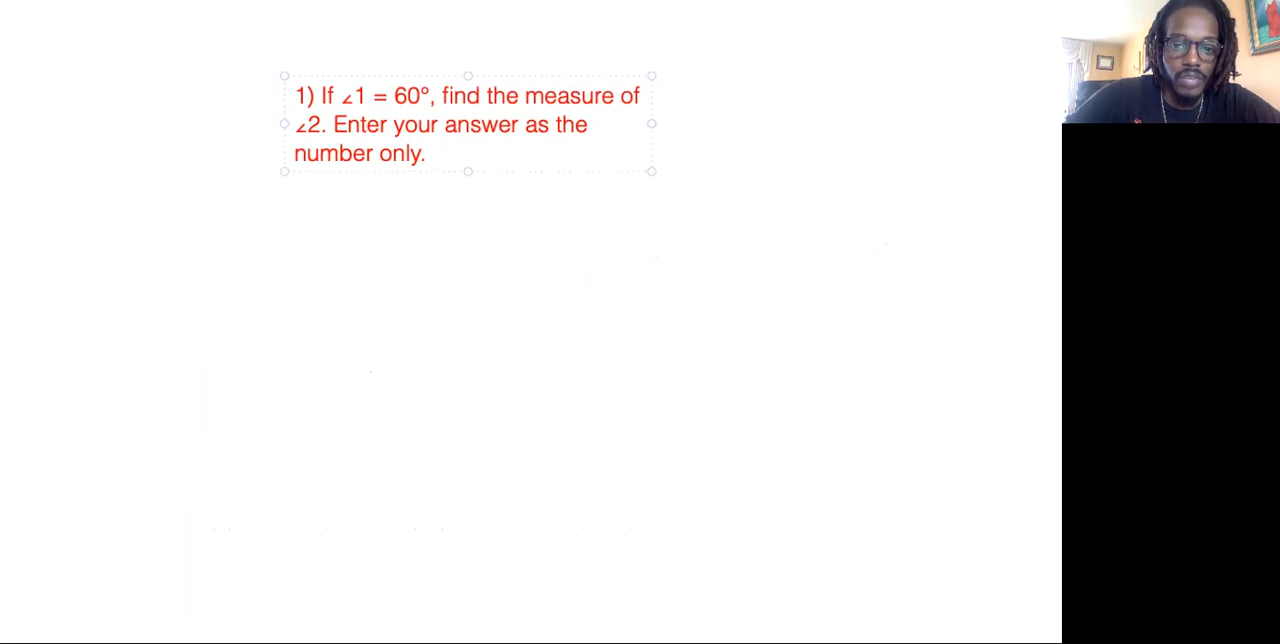 1) If ∠1 = 60°, find the measure of
∠2. Enter your answer as the
number only.